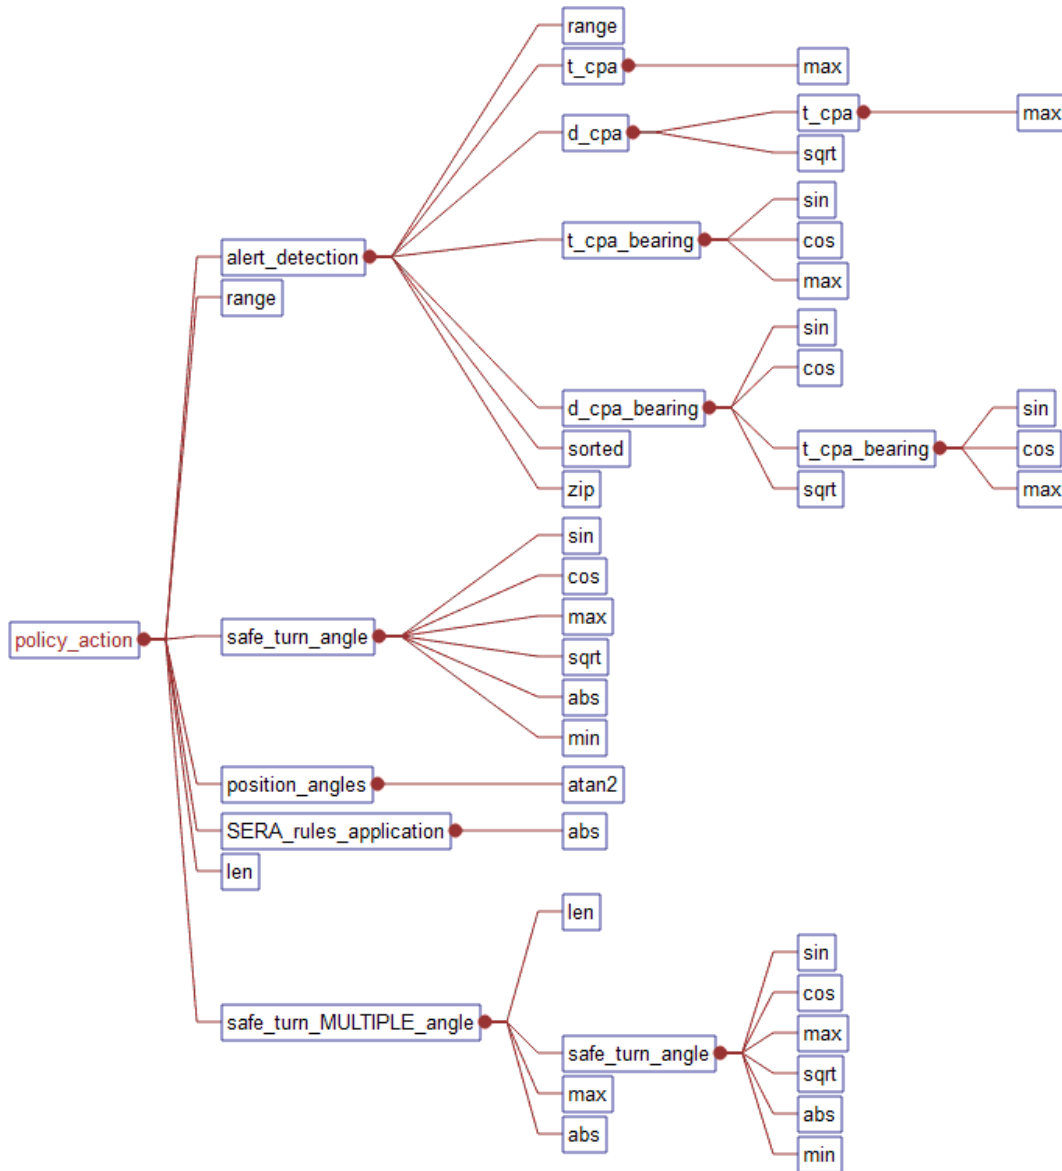 range
t_cpa
max
t_cpa
max
d_cpa
sqrt
sin
t_cpa_bearing
cos
alert_detection
max
range
sin
cos
d_cpa_bearing
sin
sorted
t_cpa_bearing
cos
zip
sqrt
max
sin
cos
max
policy_action
safe_turn_angle
sqrt
abs
min
position_angles
atan2
SERA_rules_application
abs
len
len
sin
cos
safe_turn_MULTIPLE_angle
max
safe_turn_angle
sqrt
max
abs
abs
min